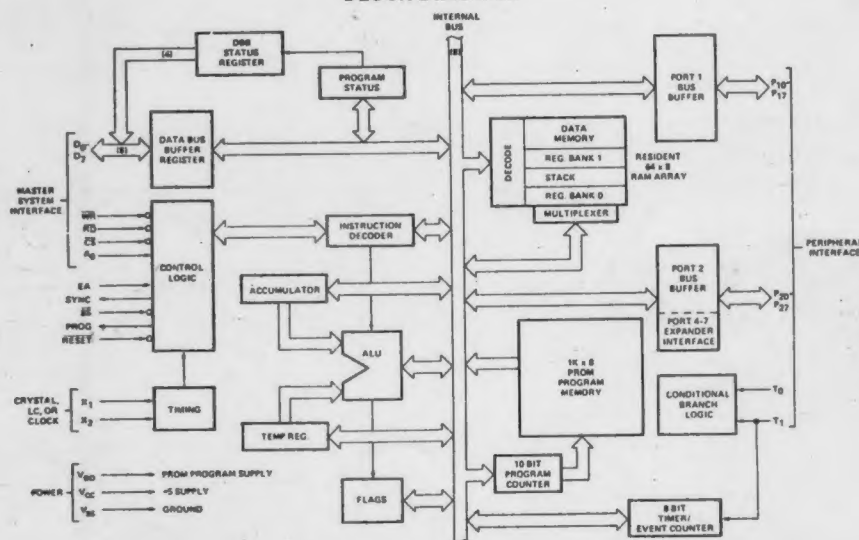 INTERNAL
BUS
(8)
(4)
DBB
STATUS
REGISTER
PROGRAM
STATUS
PORT 1
BUS
BUFFER
P10-
P17
D0-
D7
(8)
DATA BUS
BUFFER
REGISTER
DECODE
DATA
MEMORY
REG. BANK 1
STACK
REG. BANK 0
MULTIPLEXER
RESIDENT
64 x 8
RAM ARRAY
MASTER
SYSTEM
INTERFACE
WR
RD
CS
A0
CONTROL
LOGIC
INSTRUCTION
DECODER
PERIPHERAL
INTERFACE
EA
SYNC
SS
PROG
RESET
ACCUMULATOR
PORT 2
BUS
BUFFER
P20-
P27
PORT 4-7
EXPANDER
INTERFACE
ALU
1K x 8
PROM
PROGRAM
MEMORY
CRYSTAL,
LC, OR
CLOCK
X1
X2
TIMING
CONDITIONAL
BRANCH
LOGIC
T0
T1
TEMP REG.
10 BIT
PROGRAM
COUNTER
POWER
VDD
PROM PROGRAM SUPPLY
VCC
+5 SUPPLY
VSS
GROUND
FLAGS
8-BIT
TIMER/
EVENT COUNTER